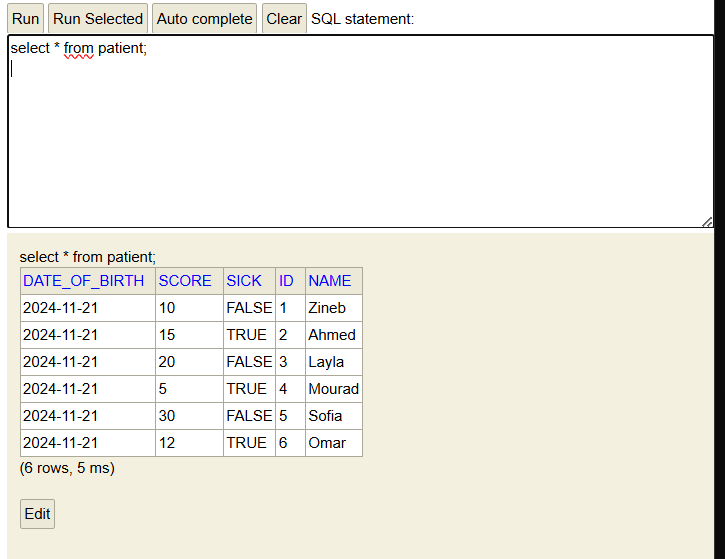 Run Run Selected Auto complete Clear SQL statement:
select * from patient;
select * from patient;
DATE_OF_BIRTH SCORE SICK ID NAME
2024-11-21 10 FALSE 1 Zineb
2024-11-21 15 TRUE 2 Ahmed
2024-11-21 20 FALSE 3 Layla
2024-11-21 5 TRUE 4 Mourad
2024-11-21 30 FALSE 5 Sofia
2024-11-21 12 TRUE 6 Omar
(6 rows, 5 ms)
Edit